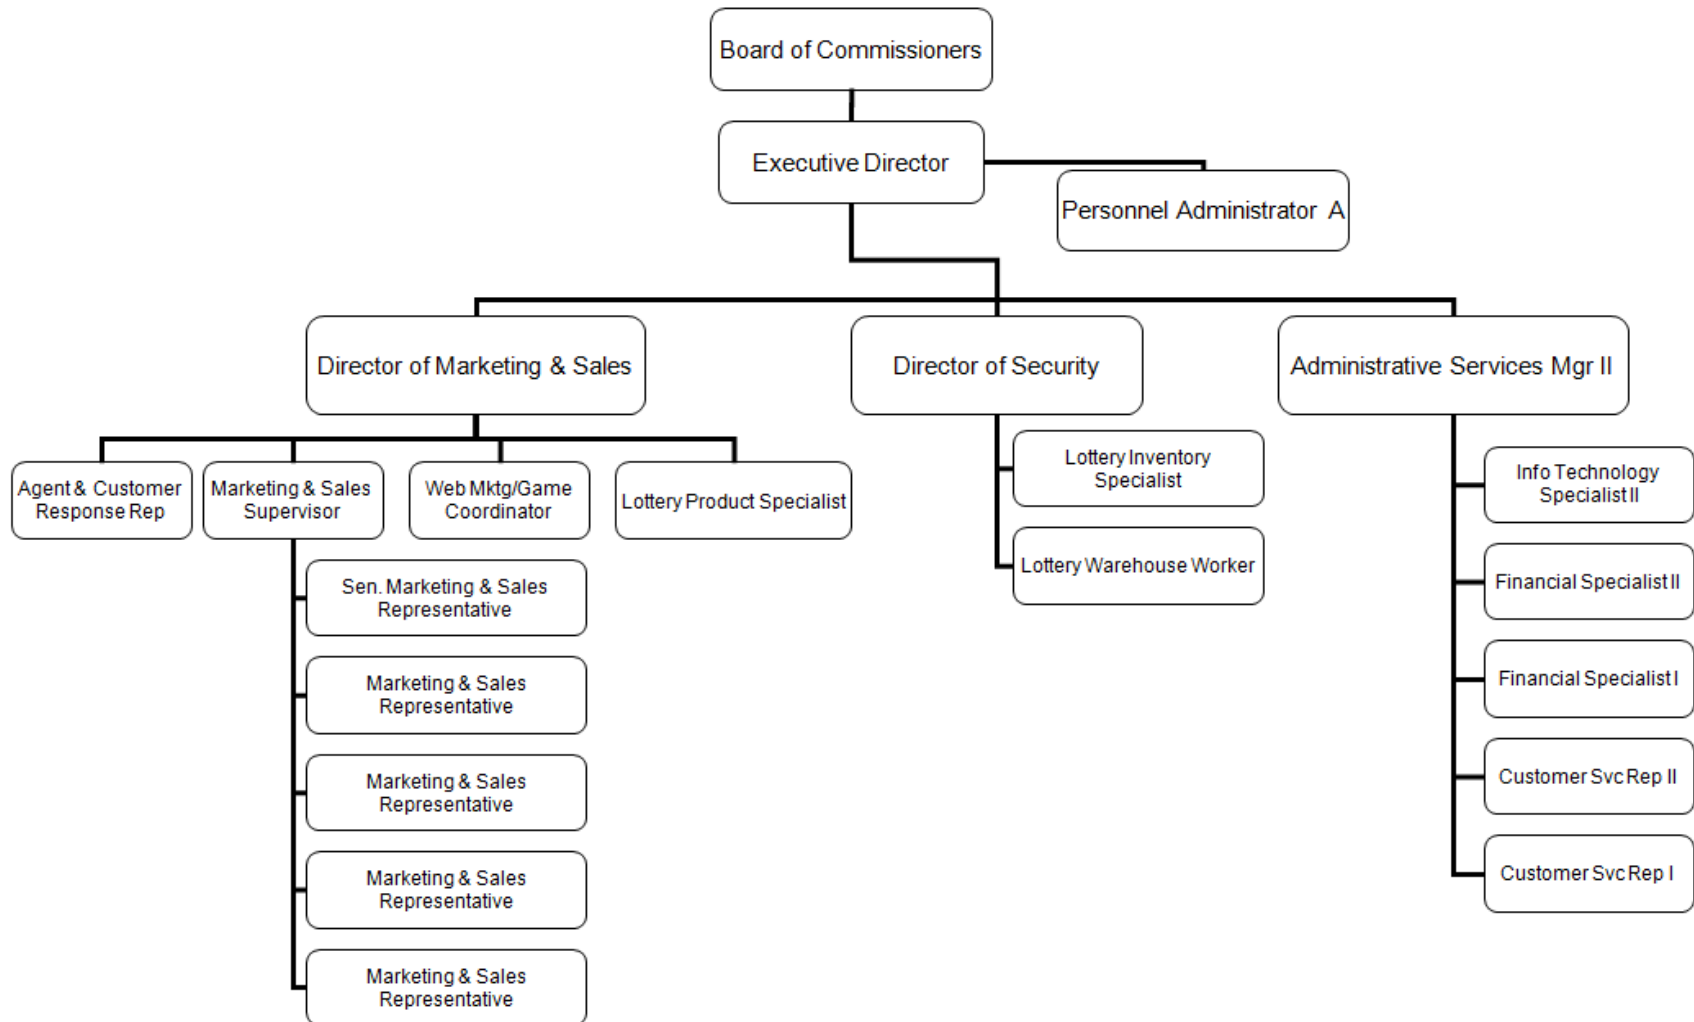 Board of Commissioners
Executive Director
Personnel Administrator A
Director of Marketing & Sales
Director of Security
Administrative Services Mgr II
Agent & Customer
Response Rep
Marketing & Sales
Supervisor
Web Mktg/Game
Coordinator
Lottery Product Specialist
Sen. Marketing & Sales
Representative
Marketing & Sales
Representative
Marketing & Sales
Representative
Marketing & Sales
Representative
Marketing & Sales
Representative
Lottery Inventory
Specialist
Lottery Warehouse Worker
Info Technology
Specialist II
Financial Specialist II
Financial Specialist I
Customer Svc Rep II
Customer Svc Rep I